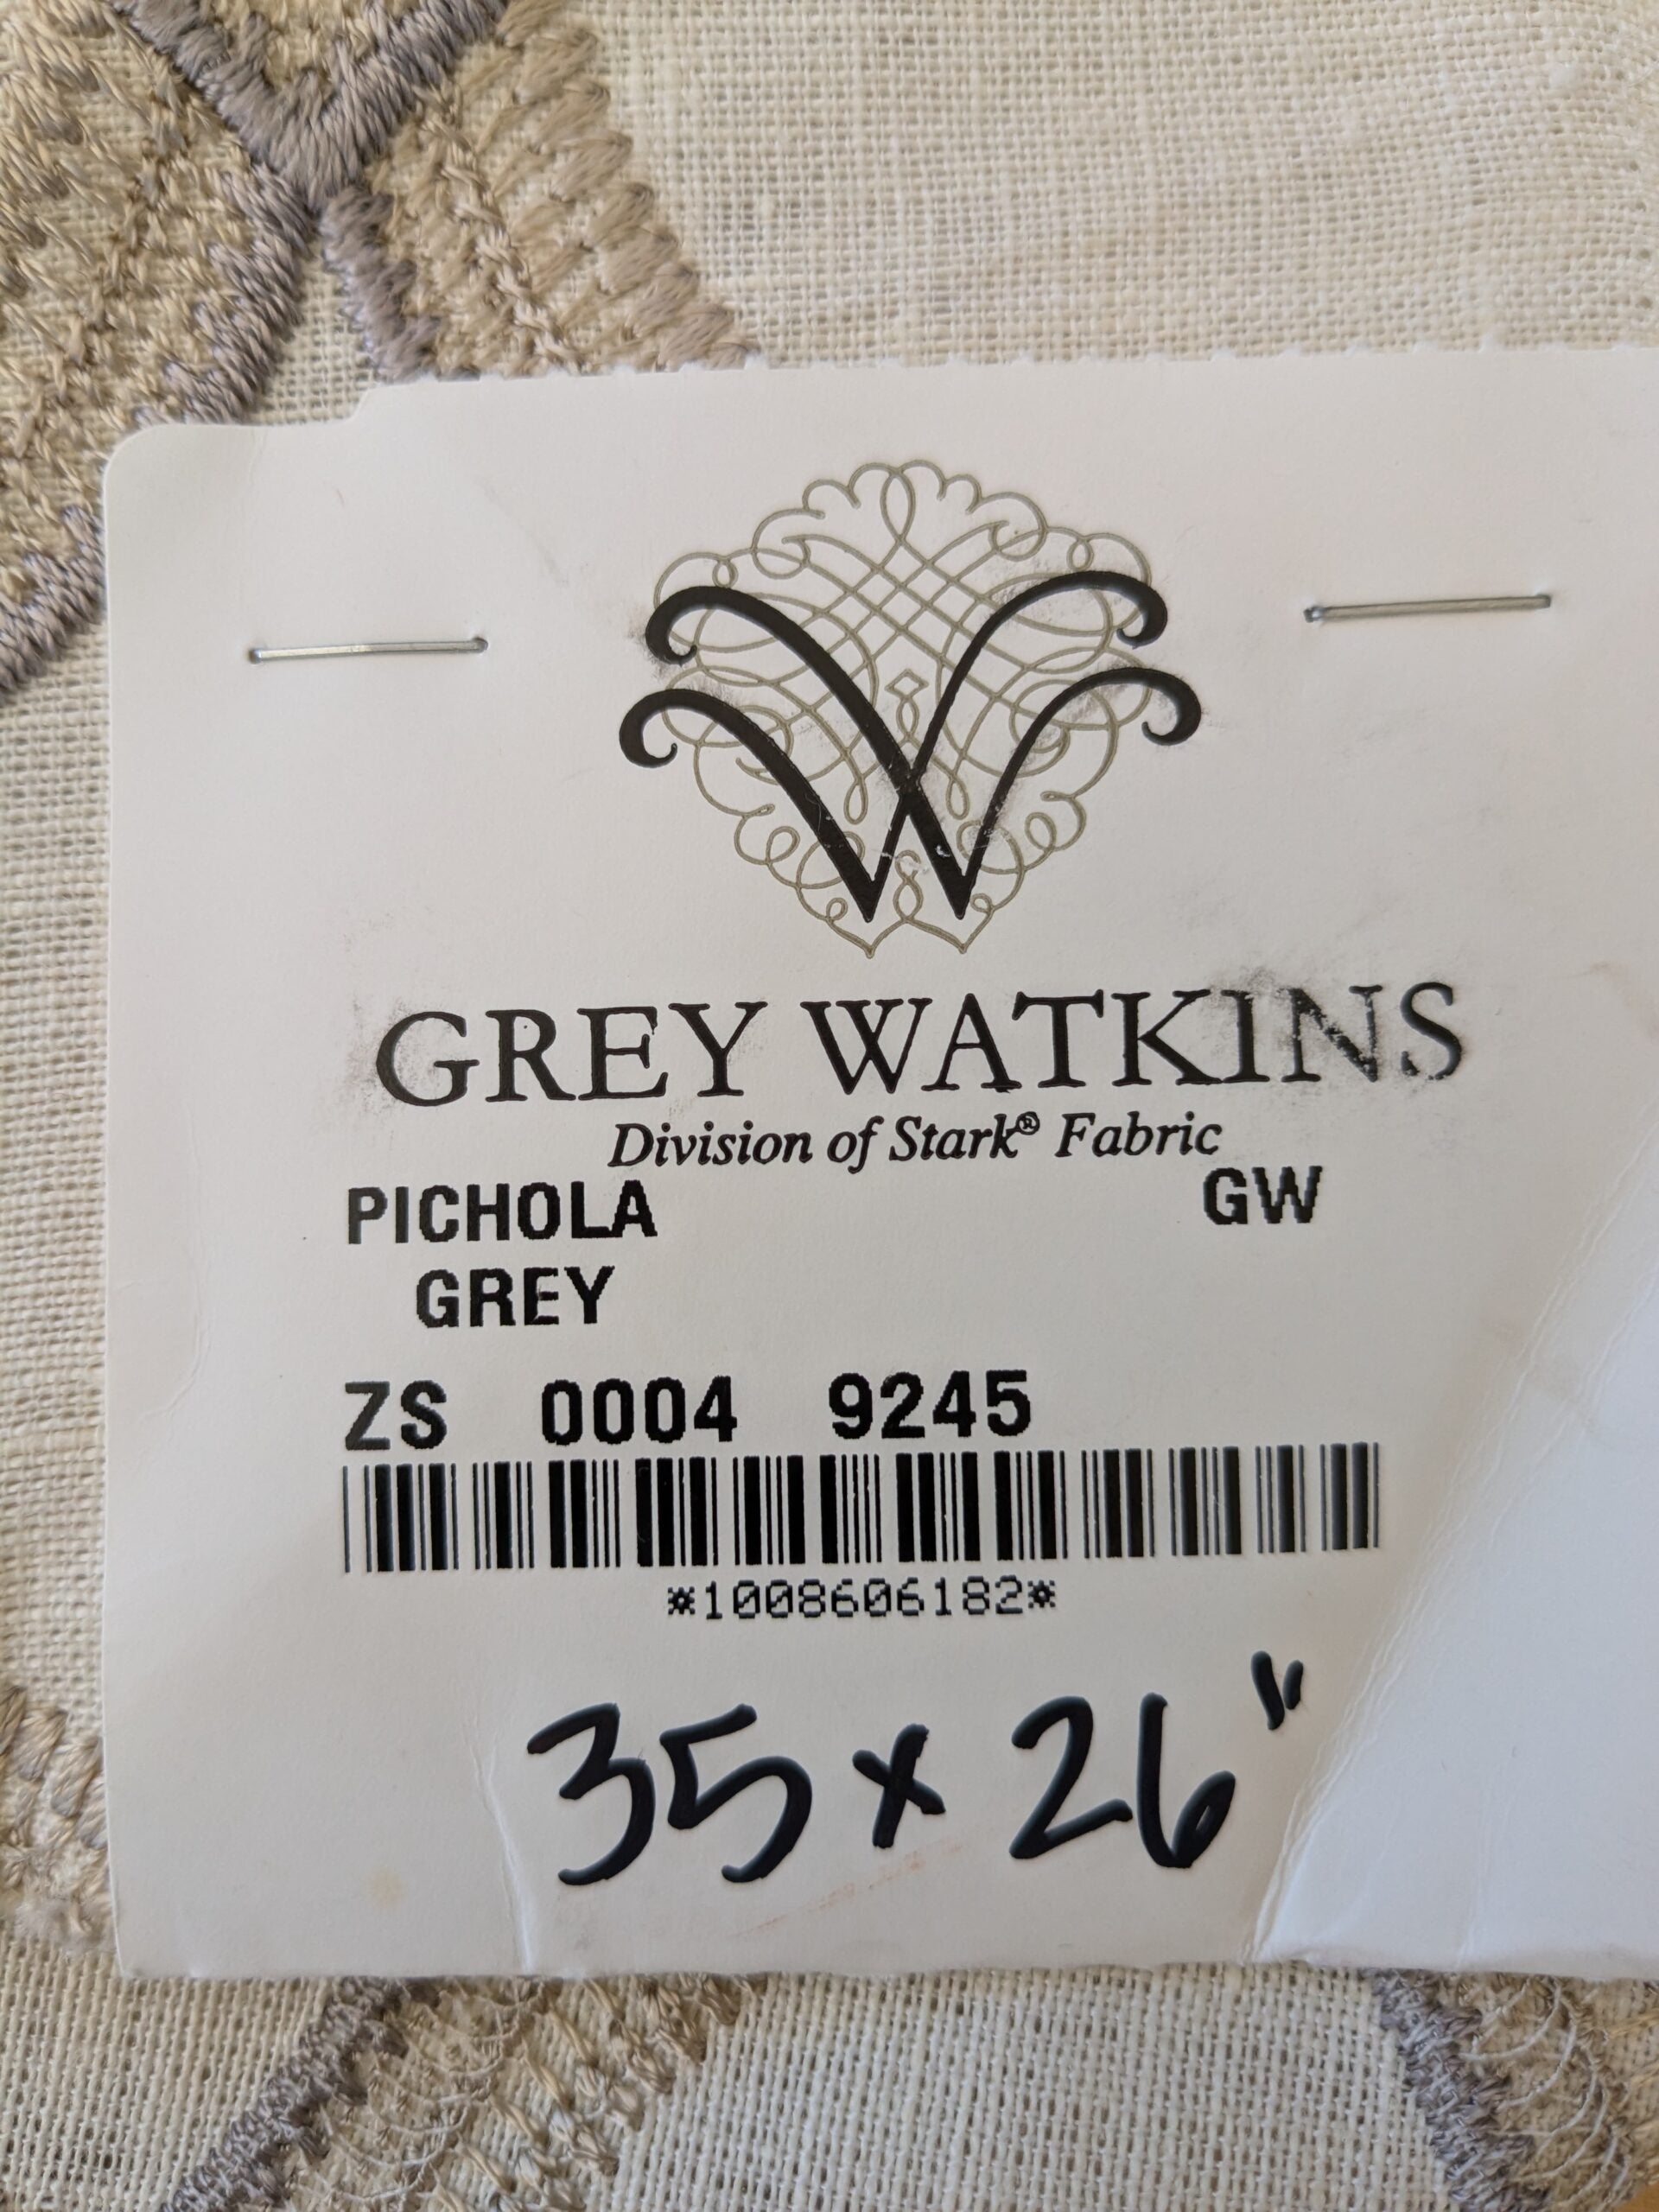 W
GREY WATKINS
Division of Stark® Fabric
PICHOLA GW
GREY
ZS 0004 9245
*1008606182*
35 x 26"